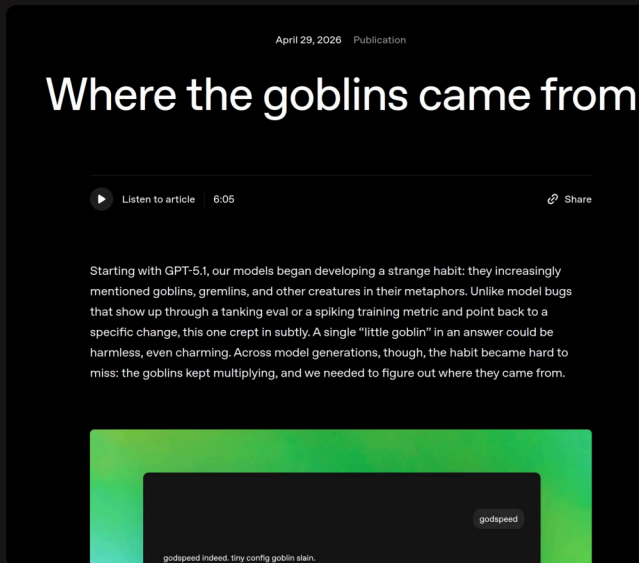 April 29, 2026 Publication
Where the goblins came from
Listen to article 6:05 Share
Starting with GPT-5.1, our models began developing a strange habit: they increasingly
mentioned goblins, gremlins, and other creatures in their metaphors. Unlike model bugs
that show up through a tanking eval or a spiking training metric and point back to a
specific change, this one crept in subtly. A single “little goblin” in an answer could be
harmless, even charming. Across model generations, though, the habit became hard to
miss: the goblins kept multiplying, and we needed to figure out where they came from.
godspeed
godspeed indeed. tiny config goblin slain.